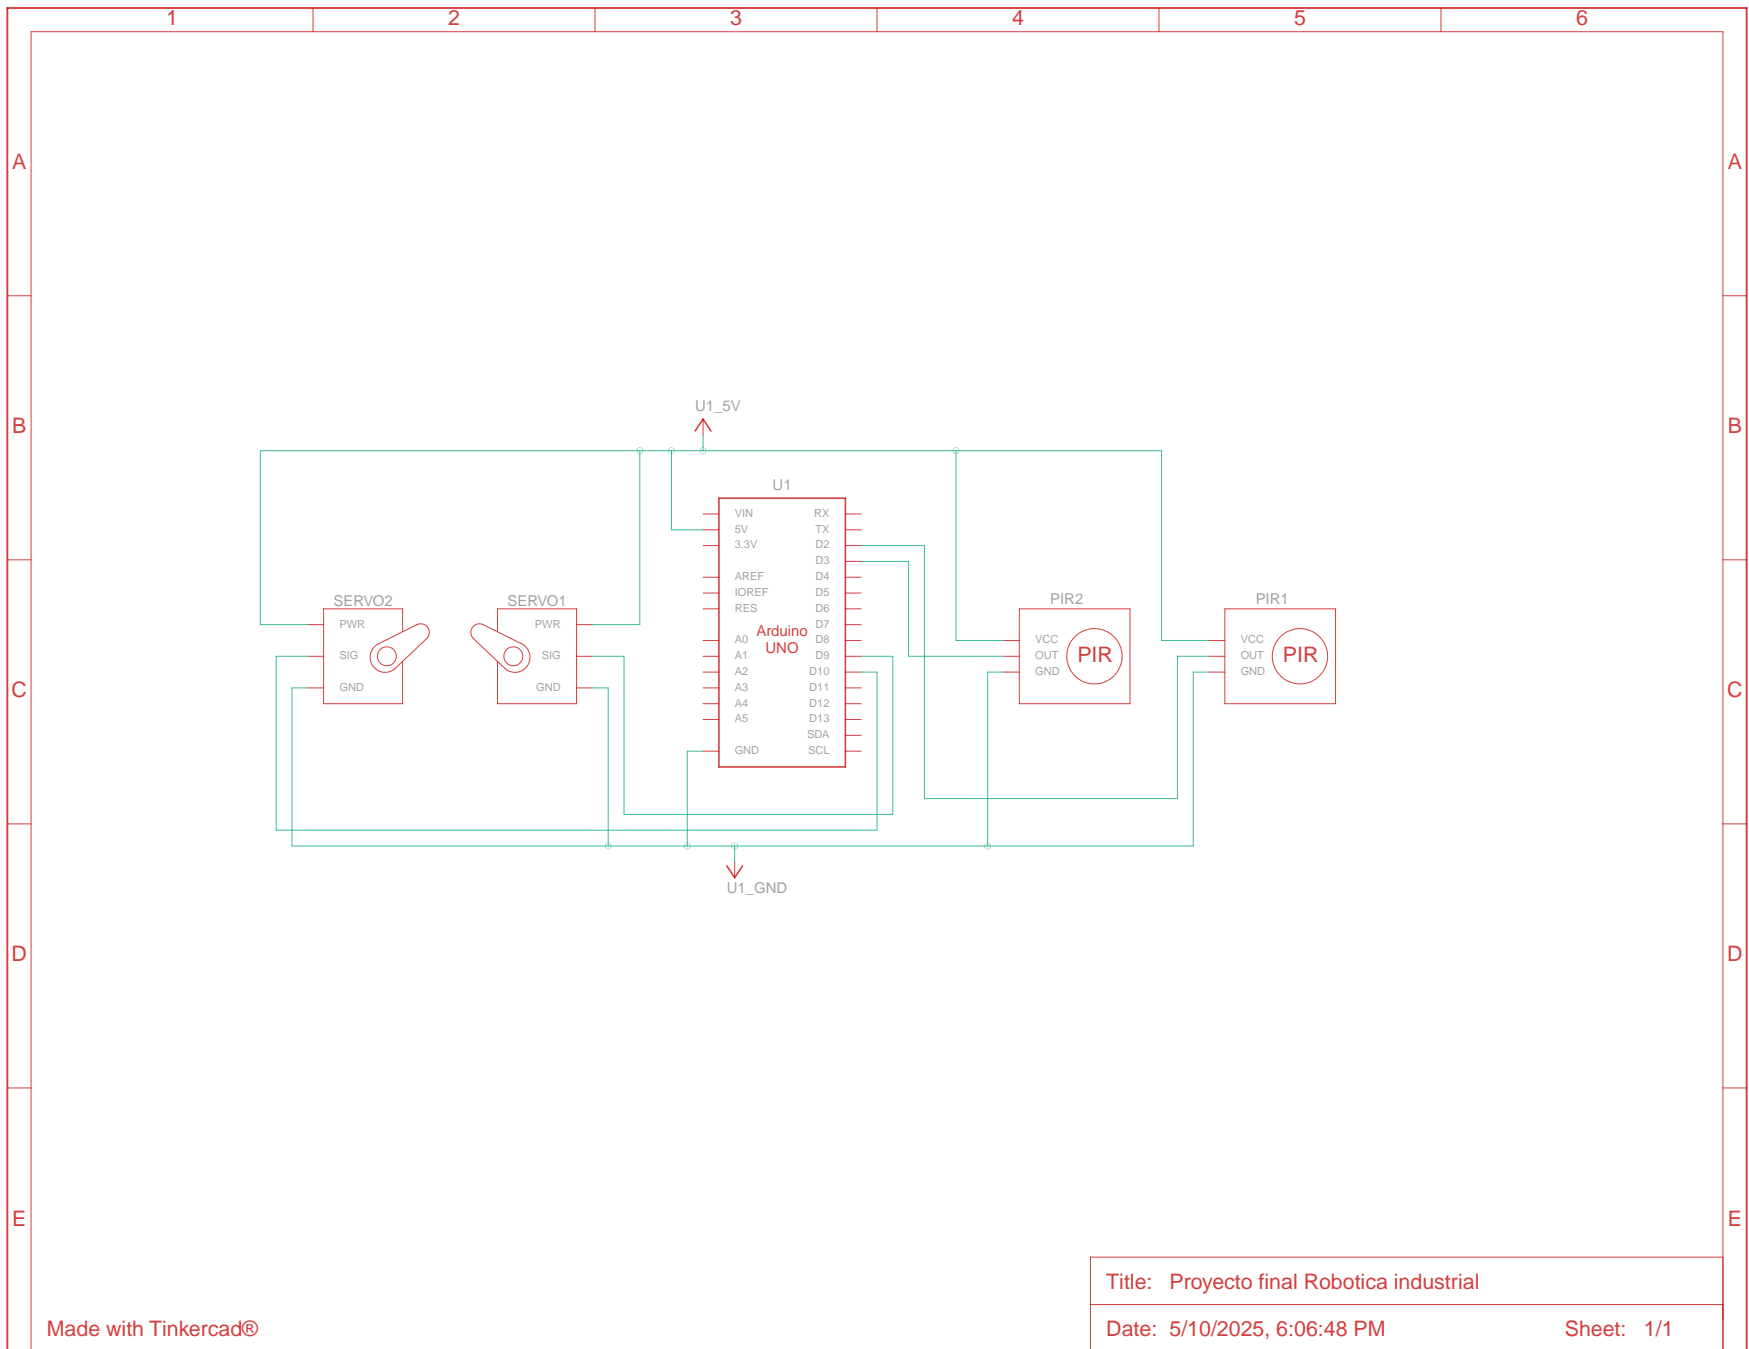 1 2 3 4 5 6
A A
U1_5V
B B
U1
VIN RX
5V TX
3.3V D2
D3
AREF D4
IOREF D5
RES D6
D7
A0 D8
A1 D9
A2 D10
A3 D11
A4 D12
A5 D13
SDA
GND SCL
Arduino
UNO
SERVO2
PWR
SIG
GND
SERVO1
PWR
SIG
GND
PIR2
VCC
OUT
GND
PIR
PIR1
VCC
OUT
GND
PIR
C C
U1_GND
D D
E E
Title: Proyecto final Robotica industrial
Made with Tinkercad®
Date: 5/10/2025, 6:06:48 PM Sheet: 1/1